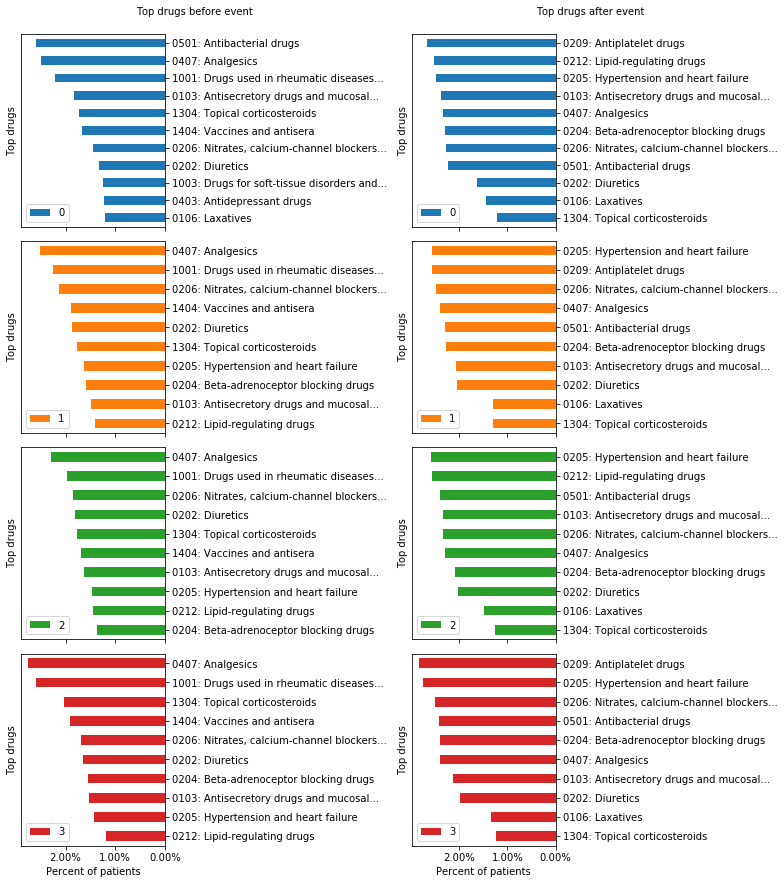 Top drugs before event
Top drugs
0501: Antibacterial drugs
0407: Analgesics
1001: Drugs used in rheumatic diseases...
0103: Antisecretory drugs and mucosal...
1304: Topical corticosteroids
1404: Vaccines and antisera
0206: Nitrates, calcium-channel blockers...
0202: Diuretics
1003: Drugs for soft-tissue disorders and...
0403: Antidepressant drugs
0106: Laxatives
0
Top drugs
0407: Analgesics
1001: Drugs used in rheumatic diseases...
0206: Nitrates, calcium-channel blockers...
1404: Vaccines and antisera
0202: Diuretics
1304: Topical corticosteroids
0205: Hypertension and heart failure
0204: Beta-adrenoceptor blocking drugs
0103: Antisecretory drugs and mucosal...
0212: Lipid-regulating drugs
1
Top drugs
0407: Analgesics
1001: Drugs used in rheumatic diseases...
0206: Nitrates, calcium-channel blockers...
0202: Diuretics
1304: Topical corticosteroids
1404: Vaccines and antisera
0103: Antisecretory drugs and mucosal...
0205: Hypertension and heart failure
0212: Lipid-regulating drugs
0204: Beta-adrenoceptor blocking drugs
2
Top drugs
0407: Analgesics
1001: Drugs used in rheumatic diseases...
1304: Topical corticosteroids
1404: Vaccines and antisera
0206: Nitrates, calcium-channel blockers...
0202: Diuretics
0204: Beta-adrenoceptor blocking drugs
0103: Antisecretory drugs and mucosal...
0205: Hypertension and heart failure
0212: Lipid-regulating drugs
3
2.00% 1.00% 0.00%
Percent of patients
Top drugs after event
Top drugs
0209: Antiplatelet drugs
0212: Lipid-regulating drugs
0205: Hypertension and heart failure
0103: Antisecretory drugs and mucosal...
0407: Analgesics
0204: Beta-adrenoceptor blocking drugs
0206: Nitrates, calcium-channel blockers...
0501: Antibacterial drugs
0202: Diuretics
0106: Laxatives
1304: Topical corticosteroids
0
Top drugs
0205: Hypertension and heart failure
0209: Antiplatelet drugs
0206: Nitrates, calcium-channel blockers...
0407: Analgesics
0501: Antibacterial drugs
0204: Beta-adrenoceptor blocking drugs
0103: Antisecretory drugs and mucosal...
0202: Diuretics
0106: Laxatives
1304: Topical corticosteroids
1
Top drugs
0205: Hypertension and heart failure
0212: Lipid-regulating drugs
0501: Antibacterial drugs
0103: Antisecretory drugs and mucosal...
0206: Nitrates, calcium-channel blockers...
0407: Analgesics
0204: Beta-adrenoceptor blocking drugs
0202: Diuretics
0106: Laxatives
1304: Topical corticosteroids
2
Top drugs
0209: Antiplatelet drugs
0205: Hypertension and heart failure
0206: Nitrates, calcium-channel blockers...
0501: Antibacterial drugs
0204: Beta-adrenoceptor blocking drugs
0407: Analgesics
0103: Antisecretory drugs and mucosal...
0202: Diuretics
0106: Laxatives
1304: Topical corticosteroids
3
2.00% 1.00% 0.00%
Percent of patients